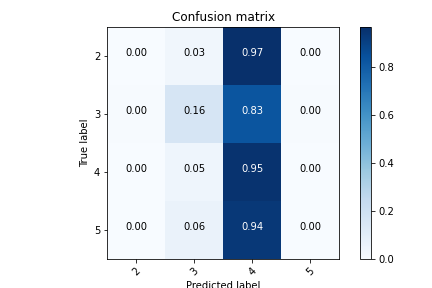 Confusion matrix
2 0.00 0.03 0.97 0.00
3 0.00 0.16 0.83 0.00
4 0.00 0.05 0.95 0.00
5 0.00 0.06 0.94 0.00
2 3 4 5
True label
Predicted label
0.8
0.6
0.4
0.2
0.0